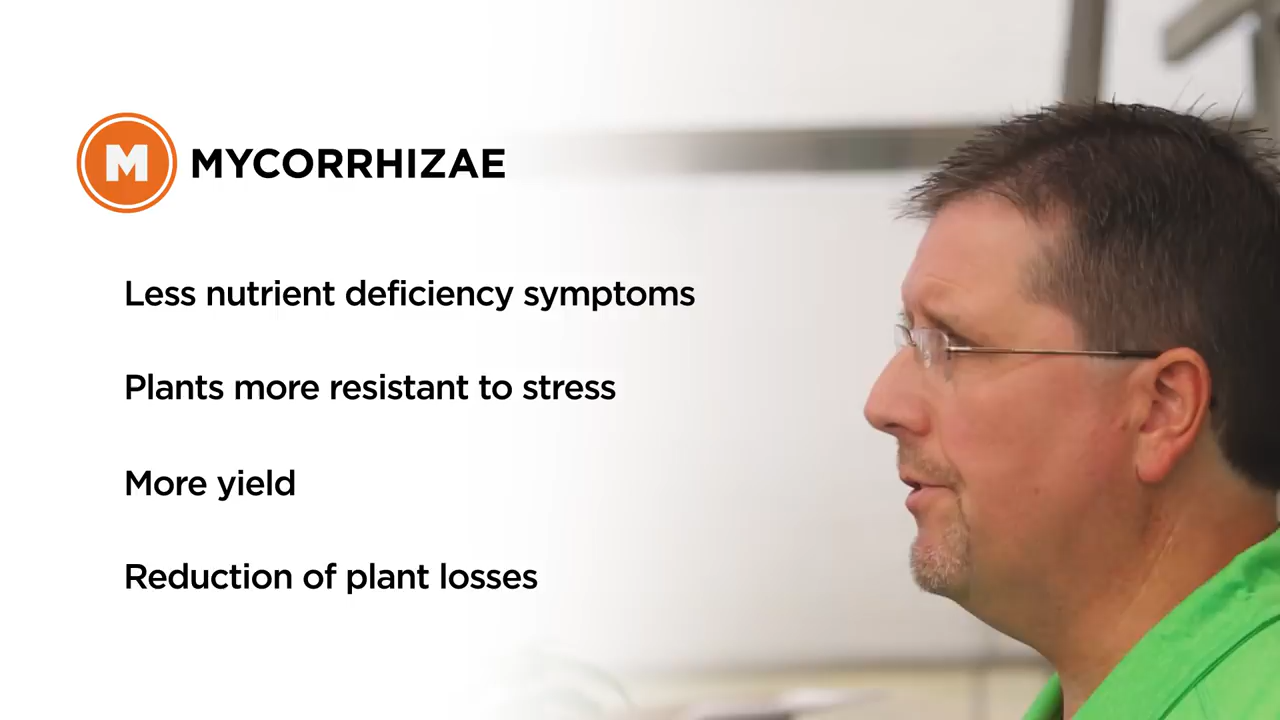 M
MYCORRHIZAE
Less nutrient deficiency symptoms
Plants more resistant to stress
More yield
Reduction of plant losses